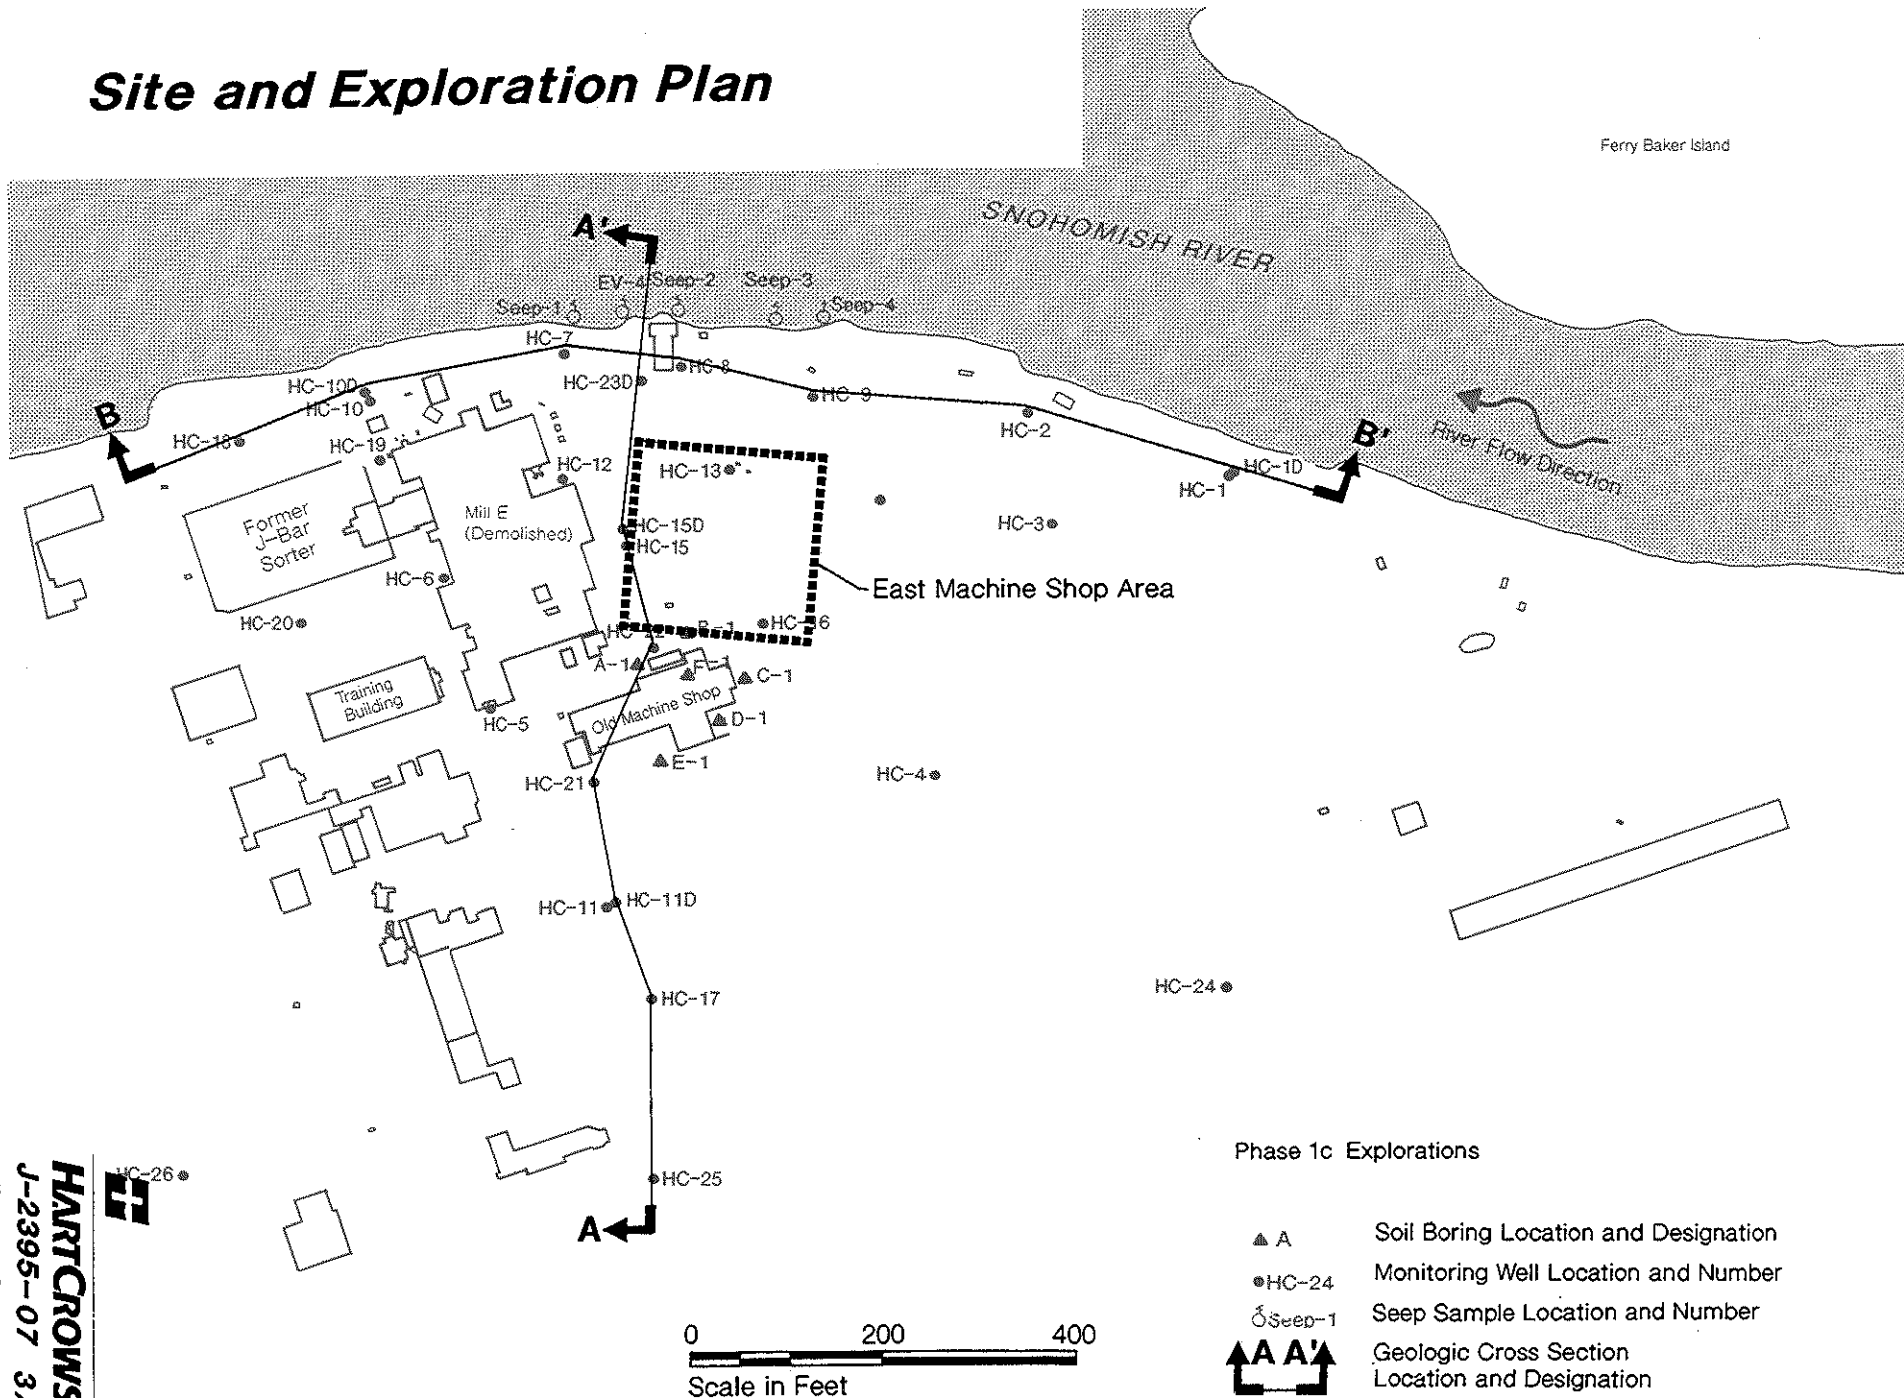 Site and Exploration Plan
Ferry Baker Island
SNOHOMISH RIVER
A'
EV-4
Seep-2
Seep-3
Seep-1
Seep-4
HC-7
HC-8
HC-23D
HC-10D
HC-10
HC-9
B
HC-18
HC-19
HC-2
B'
River Flow Direction
HC-12
HC-13
HC-1D
HC-1
Former
J-Bar
Sorter
Mill E
(Demolished)
HC-15D
HC-15
HC-3
HC-6
East Machine Shop Area
HC-20
HC-22
B-1
HC-16
A-1
F-1
C-1
Training
Building
Old Machine Shop
HC-5
D-1
E-1
HC-21
HC-4
HC-11
HC-11D
HC-17
HC-24
HC-26
HC-25
A
Phase 1c Explorations
A
Soil Boring Location and Designation
HC-24
Monitoring Well Location and Number
Seep-1
Seep Sample Location and Number
A A'
Geologic Cross Section
Location and Designation
0 200 400
Scale in Feet
HARTCROWS
J-2395-07